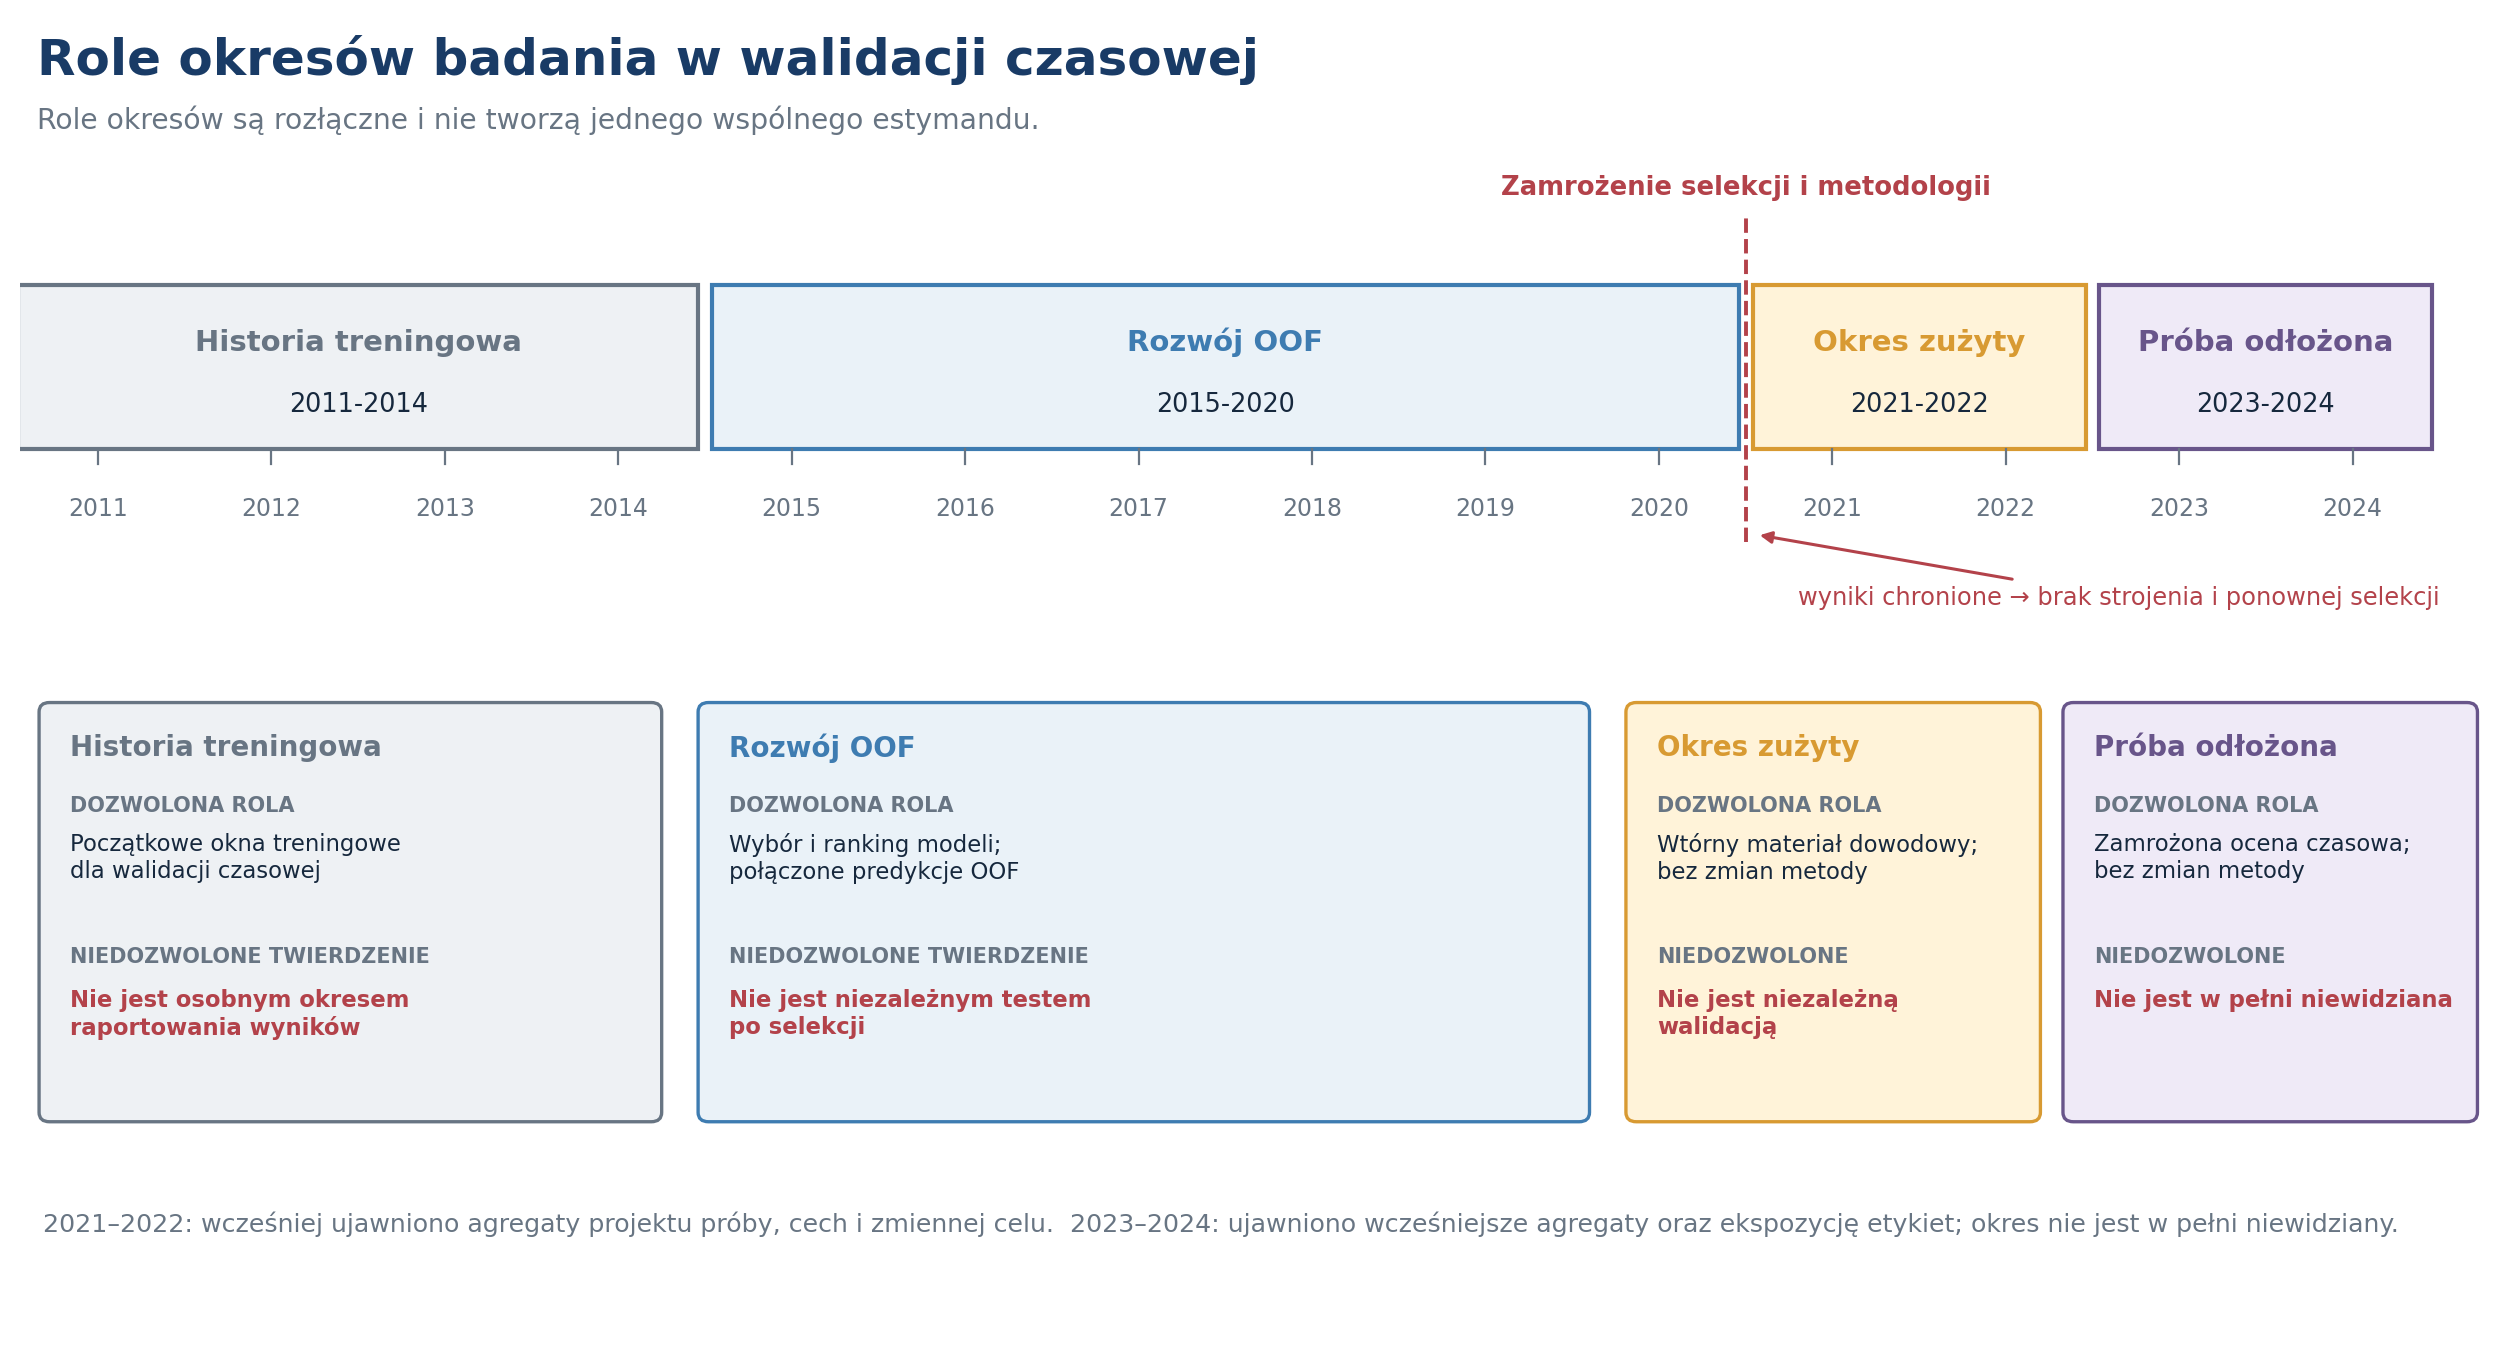 Role okresów badania w walidacji czasowej
Role okresów są rozłączne i nie tworzą jednego wspólnego estymandu.
Zamrożenie selekcji i metodologii
Historia treningowa
2011-2014
Rozwój OOF
2015-2020
Okres zużyty
2021-2022
Próba odłożona
2023-2024
2011 2012 2013 2014 2015 2016 2017 2018 2019 2020 2021 2022 2023 2024
wyniki chronione → brak strojenia i ponownej selekcji
Historia treningowa
DOZWOLONA ROLA
Początkowe okna treningowe
dla walidacji czasowej
NIEDOZWOLONE TWIERDZENIE
Nie jest osobnym okresem
raportowania wyników
Rozwój OOF
DOZWOLONA ROLA
Wybór i ranking modeli;
połączone predykcje OOF
NIEDOZWOLONE TWIERDZENIE
Nie jest niezależnym testem
po selekcji
Okres zużyty
DOZWOLONA ROLA
Wtórny materiał dowodowy;
bez zmian metody
NIEDOZWOLONE
Nie jest niezależną
walidacją
Próba odłożona
DOZWOLONA ROLA
Zamrożona ocena czasowa;
bez zmian metody
NIEDOZWOLONE
Nie jest w pełni niewidziana
2021–2022: wcześniej ujawniono agregaty projektu próby, cech i zmiennej celu.  2023–2024: ujawniono wcześniejsze agregaty oraz ekspozycję etykiet; okres nie jest w pełni niewidziany.